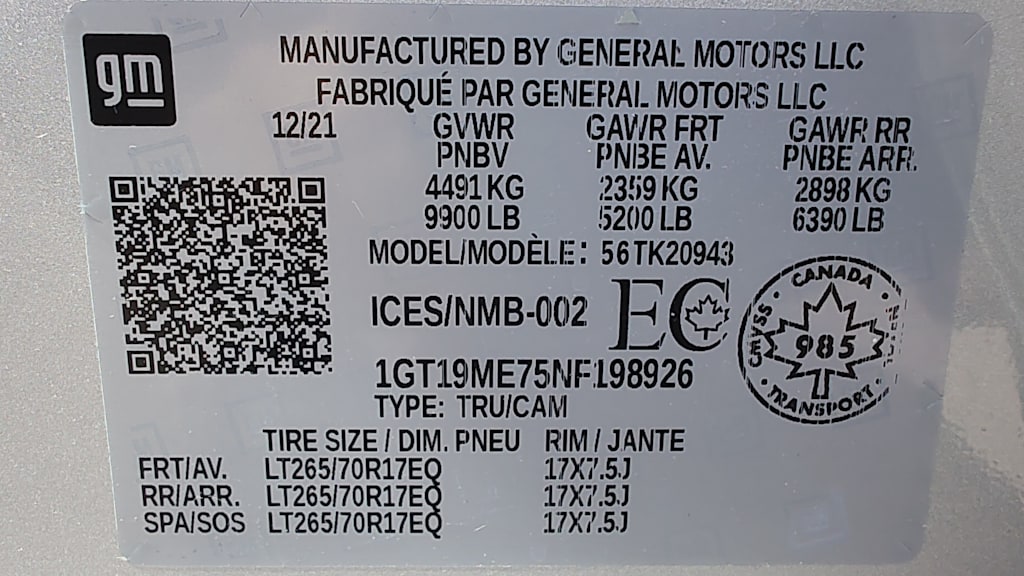 gm
MANUFACTURED BY GENERAL MOTORS LLC
FABRIQUÉ PAR GENERAL MOTORS LLC
12/21 GVWR GAWR FRT GAWR RR
PNBV PNBE AV. PNBE ARR.
4491 KG 2359 KG 2898 KG
9900 LB 5200 LB 6390 LB
MODEL/MODÈLE: 56TK20943
ICES/NMB-002 EC
CANADA
CMVSS 985
TRANSPORT
1GT19ME75NF198926
TYPE: TRU/CAM
TIRE SIZE / DIM. PNEU RIM / JANTE
FRT/AV. LT265/70R17EQ 17X7.5J
RR/ARR. LT265/70R17EQ 17X7.5J
SPA/SOS LT265/70R17EQ 17X7.5J